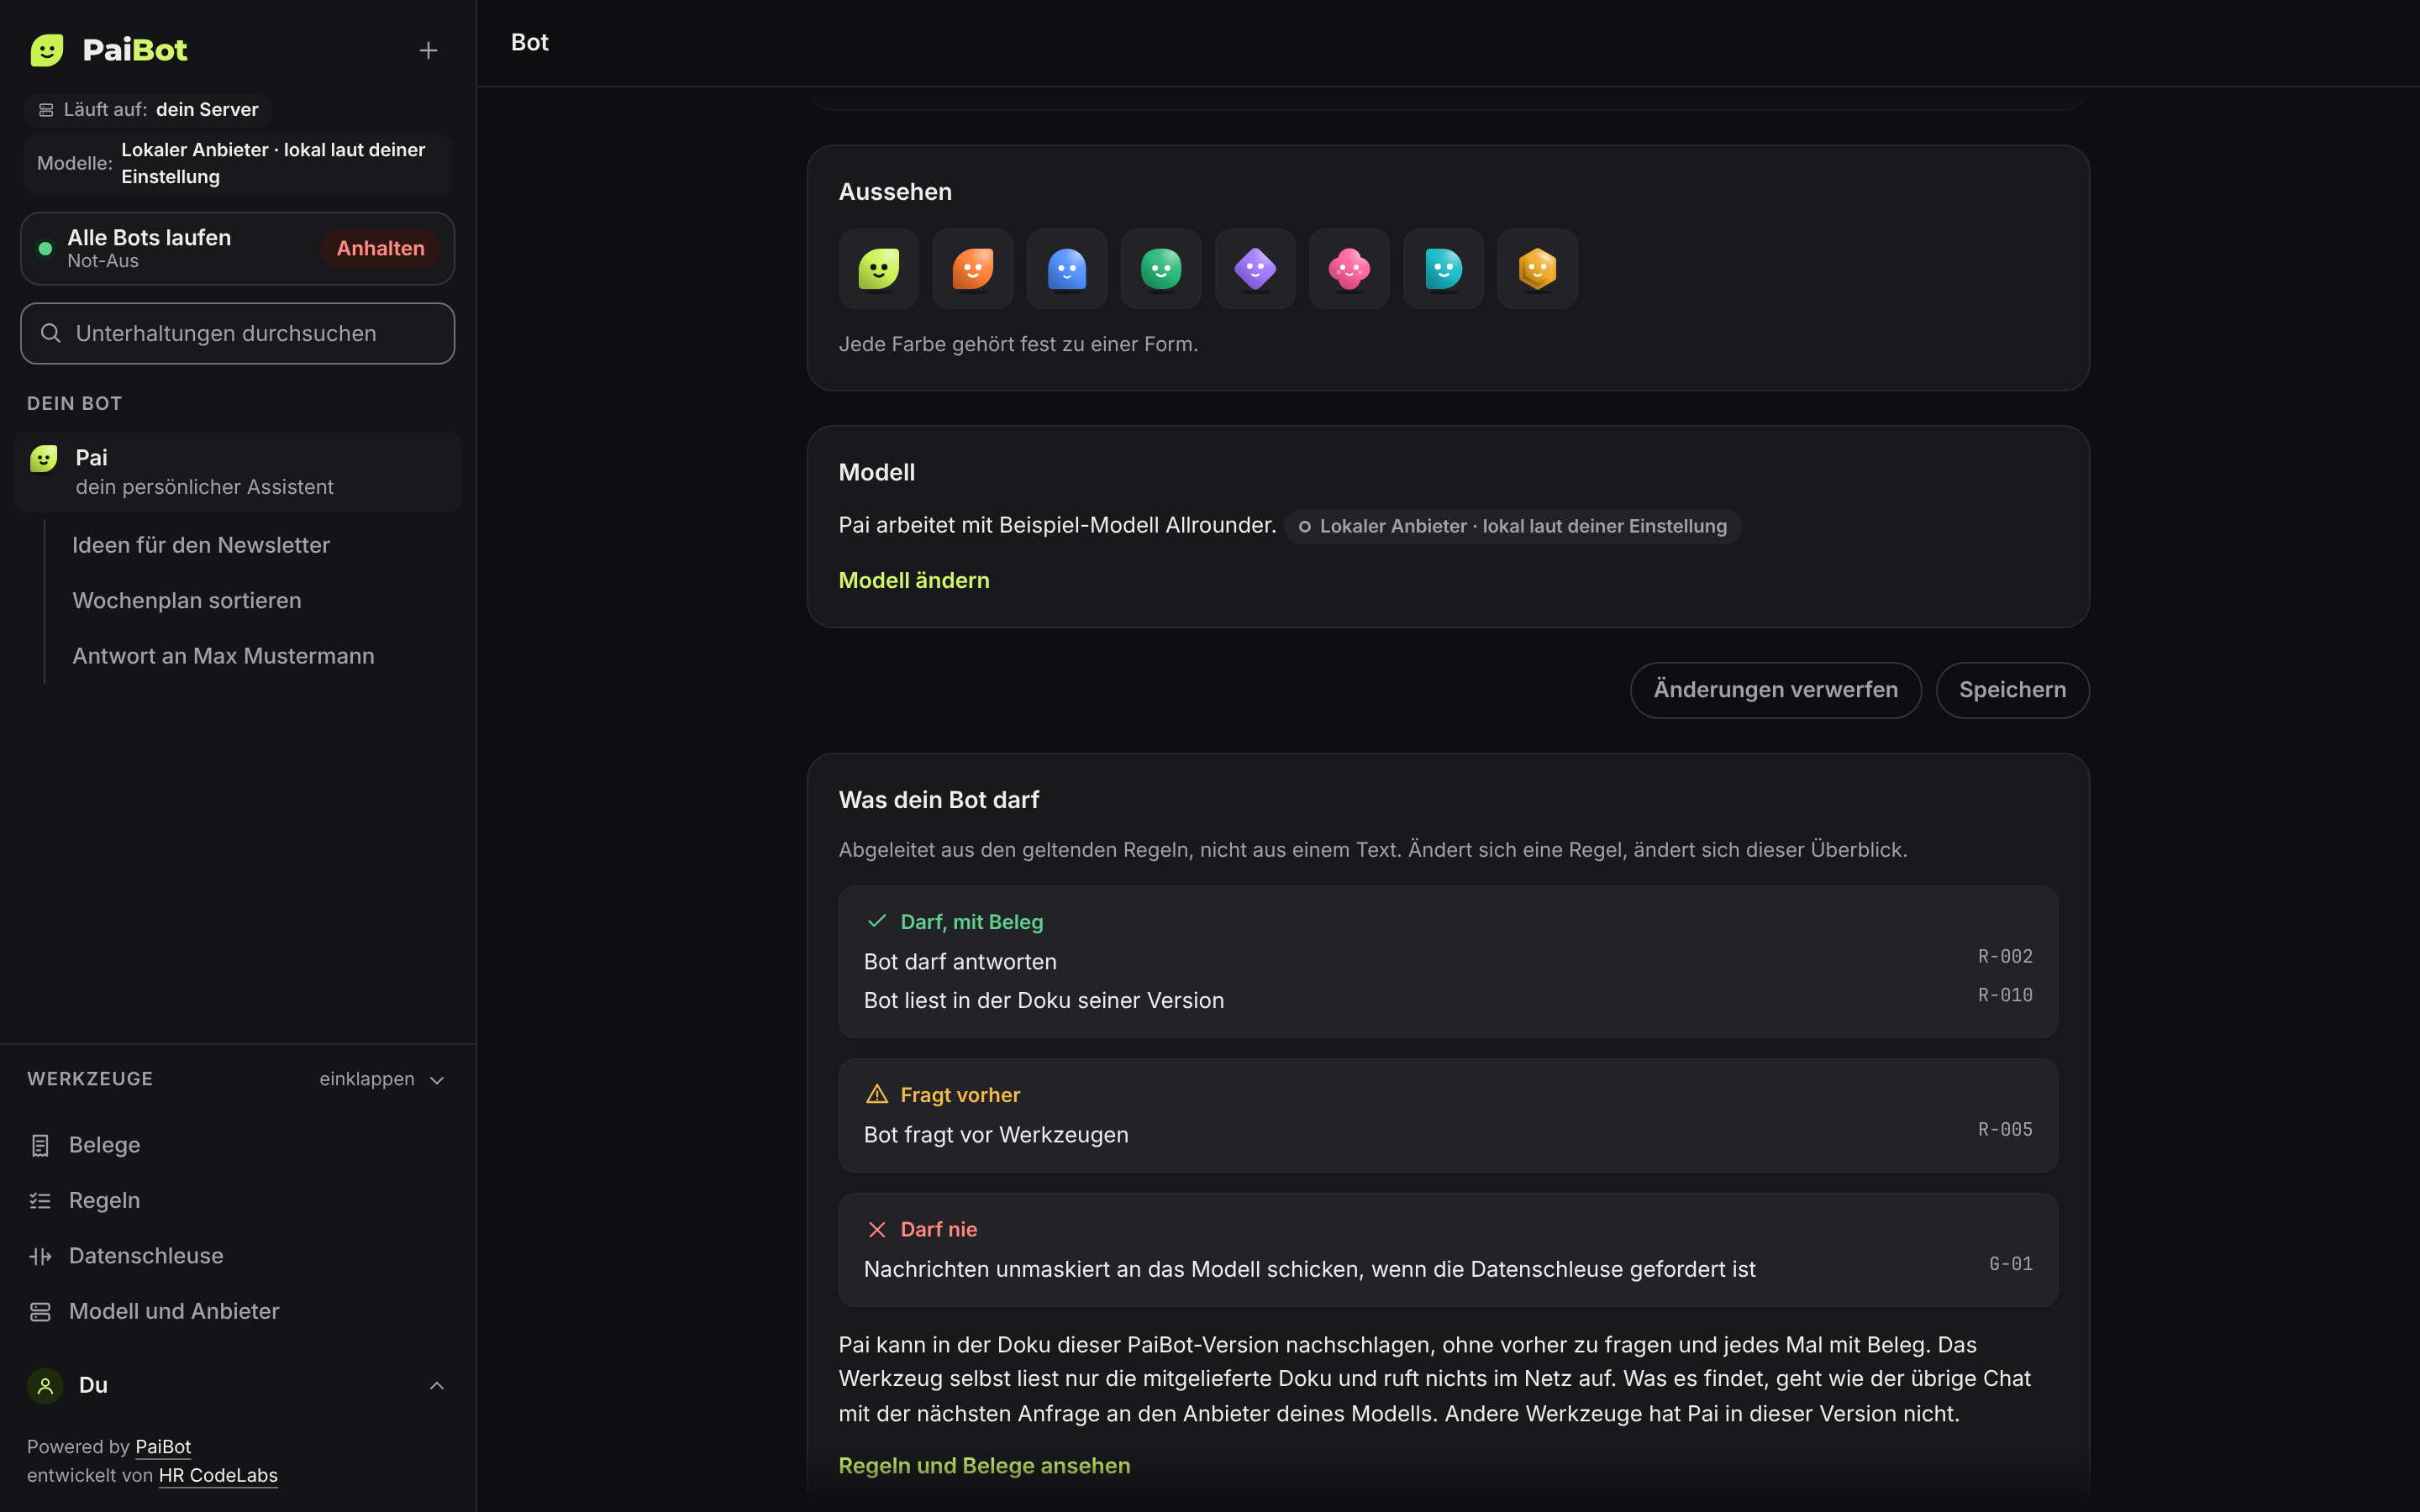 PaiBot
Läuft auf: dein Server
Modelle: Lokaler Anbieter · lokal laut deiner
Einstellung
Alle Bots laufen
Not-Aus
Anhalten
Unterhaltungen durchsuchen
DEIN BOT
Pai
dein persönlicher Assistent
Ideen für den Newsletter
Wochenplan sortieren
Antwort an Max Mustermann
WERKZEUGE
einklappen
Belege
Regeln
Datenschleuse
Modell und Anbieter
Du
Powered by PaiBot
entwickelt von HR CodeLabs
Bot
Aussehen
Jede Farbe gehört fest zu einer Form.
Modell
Pai arbeitet mit Beispiel-Modell Allrounder. Lokaler Anbieter · lokal laut deiner Einstellung
Modell ändern
Änderungen verwerfen
Speichern
Was dein Bot darf
Abgeleitet aus den geltenden Regeln, nicht aus einem Text. Ändert sich eine Regel, ändert sich dieser Überblick.
Darf, mit Beleg
Bot darf antworten R-002
Bot liest in der Doku seiner Version R-010
Fragt vorher
Bot fragt vor Werkzeugen R-005
Darf nie
Nachrichten unmaskiert an das Modell schicken, wenn die Datenschleuse gefordert ist G-01
Pai kann in der Doku dieser PaiBot-Version nachschlagen, ohne vorher zu fragen und jedes Mal mit Beleg. Das
Werkzeug selbst liest nur die mitgelieferte Doku und ruft nichts im Netz auf. Was es findet, geht wie der übrige Chat
mit der nächsten Anfrage an den Anbieter deines Modells. Andere Werkzeuge hat Pai in dieser Version nicht.
Regeln und Belege ansehen